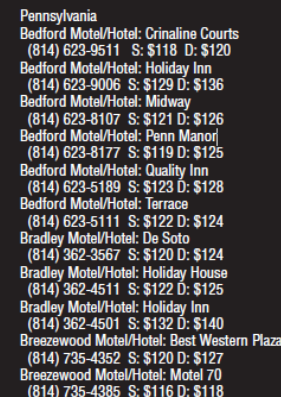 Pennsylvania
Bedford Motel/Hotel: Crinaline Courts
(814) 623-9511 S: $118 D: $120
Bedford Motel/Hotel: Holiday Inn
(814) 623-9006 S: $129 D: $136
Bedford Motel/Hotel: Midway
(814) 623-8107 S: $121 D: $126
Bedford Motel/Hotel: Penn Manor
(814) 623-8177 S: $119 D: $125
Bedford Motel/Hotel: Quality Inn
(814) 623-5189 S: $123 D: $128
Bedford Motel/Hotel: Terrace
(814) 623-5111 S: $122 D: $124
Bradley Motel/Hotel: De Soto
(814) 362-3567 S: $120 D: $124
Bradley Motel/Hotel: Holiday House
(814) 362-4511 S: $122 D: $125
Bradley Motel/Hotel: Holiday Inn
(814) 362-4501 S: $132 D: $140
Breezewood Motel/Hotel: Best Western Plaza
(814) 735-4352 S: $120 D: $127
Breezewood Motel/Hotel: Motel 70
(814) 735-4385 S: $116 D: $118